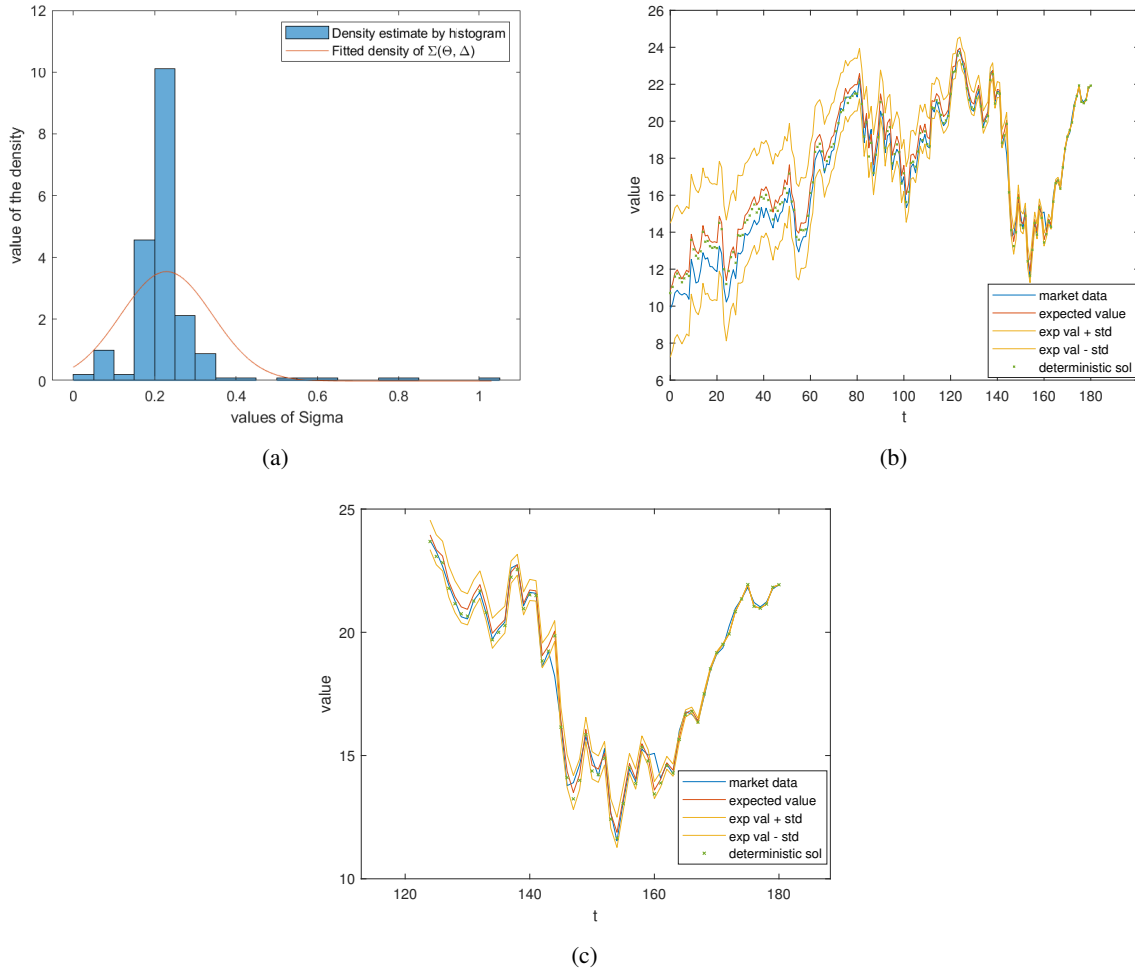 12
10
8
6
4
2
0
value of the density
Density estimate by histogram
Fitted density of Σ(Θ, Δ)
0
0.2
0.4
0.6
0.8
1
values of Sigma
(a)
26
24
22
20
18
16
14
12
10
8
6
value
market data
expected value
exp val + std
exp val - std
deterministic sol
0
20
40
60
80
100
120
140
160
180
t
(b)
25
20
15
10
value
market data
expected value
exp val + std
exp val - std
deterministic sol
120
140
160
180
t
(c)